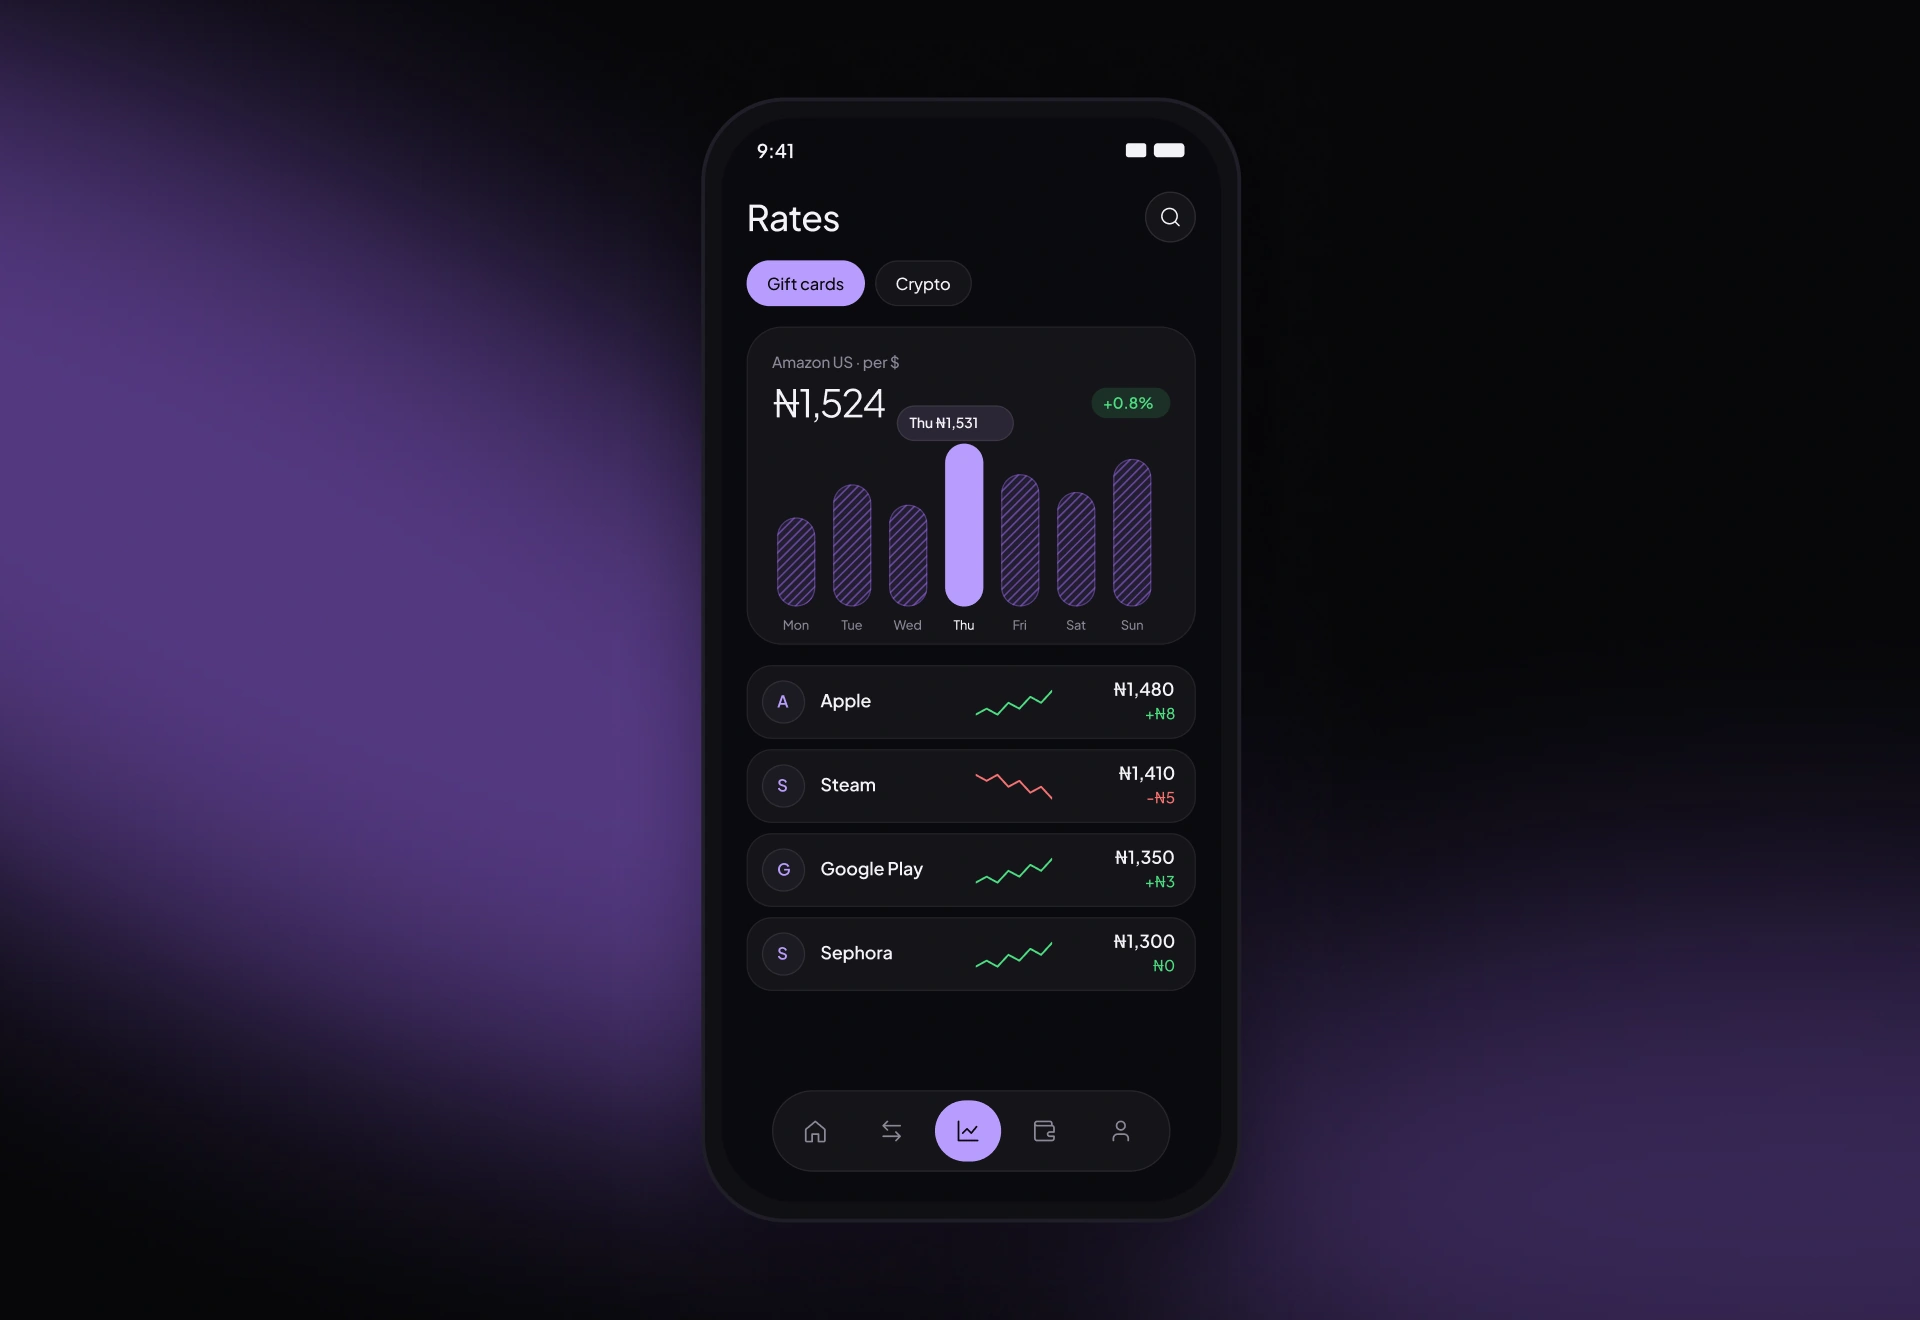 9:41
Rates
Gift cards
Crypto
Amazon US · per $
₦1,524
+0.8%
Thu ₦1,531
Mon Tue Wed Thu Fri Sat Sun
A Apple ₦1,480
+₦8
S Steam ₦1,410
-₦5
G Google Play ₦1,350
+₦3
S Sephora ₦1,300
₦0